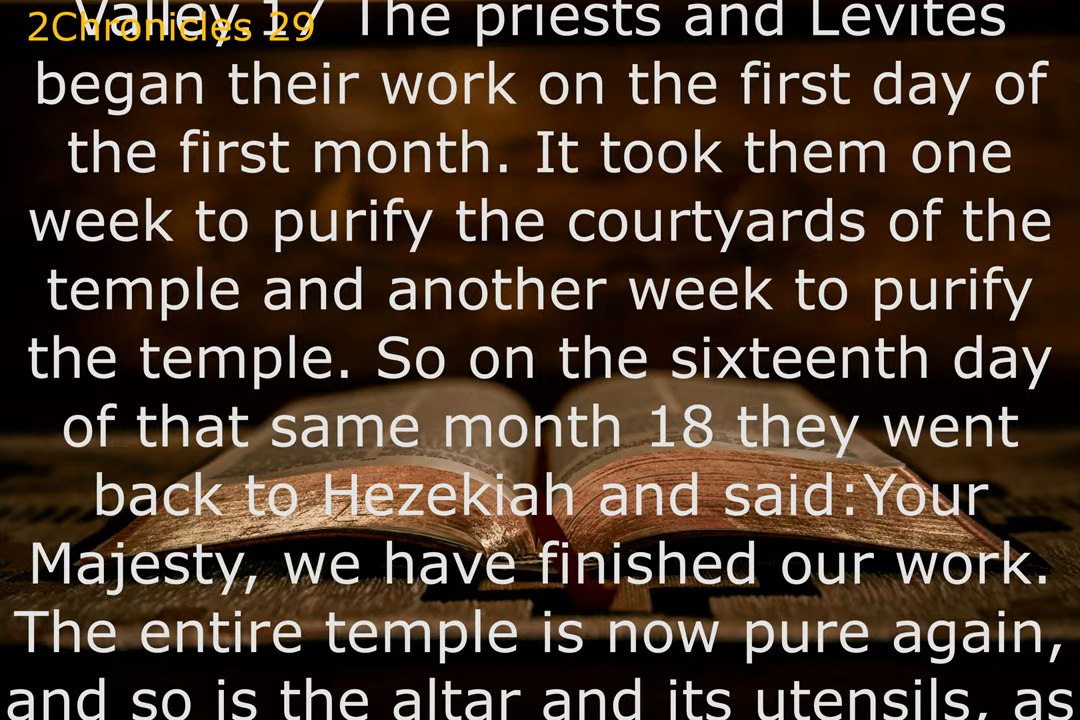 2Chronicles 29
Valley. 17 The priests and Levites
began their work on the first day of
the first month. It took them one
week to purify the courtyards of the
temple and another week to purify
the temple. So on the sixteenth day
of that same month 18 they went
back to Hezekiah and said:Your
Majesty, we have finished our work.
The entire temple is now pure again,
and so is the altar and its utensils, as